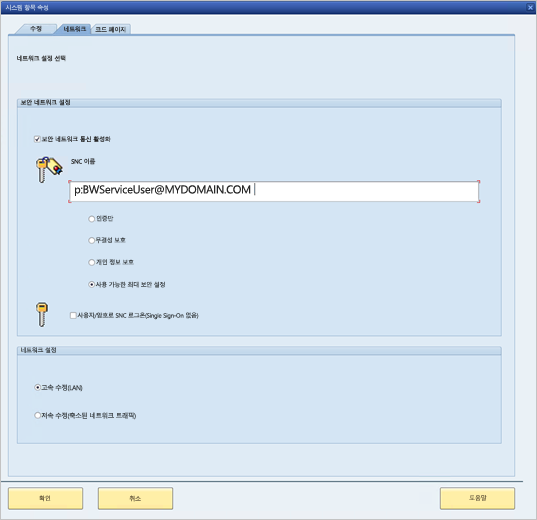 시스템 항목 속성
수정 네트워크 코드 페이지
네트워크 설정 선택
보안 네트워크 설정
보안 네트워크 통신 활성화
SNC 이름
p:BWServiceUser@MYDOMAIN.COM
인증만
무결성 보호
개인 정보 보호
사용 가능한 최대 보안 설정
사용자/암호로 SNC 로그온(Single Sign-On 없음)
네트워크 설정
고속 수정(LAN)
저속 수정(축소된 네트워크 트래픽)
확인 취소 도움말